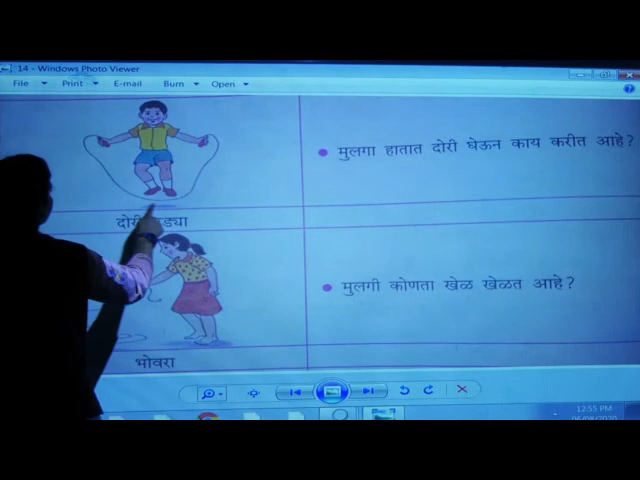 14 - Windows Photo Viewer
File Print E-mail Burn Open
मुलगा हातात दोरी घेऊन काय करीत आहे?
मुलगी कोणता खेळ खेळत आहे?
भोवरा
12:55 PM